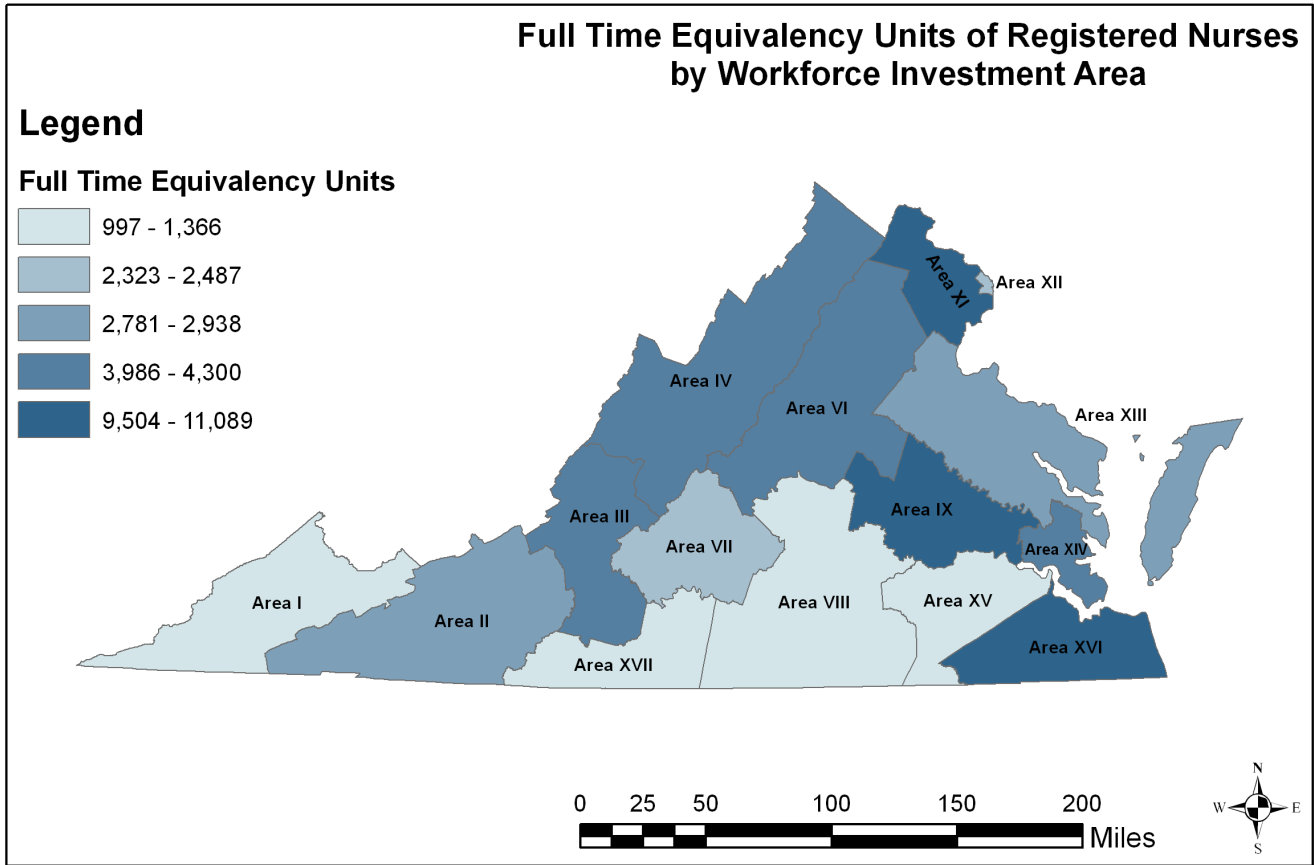 Full Time Equivalency Units of Registered Nurses
by Workforce Investment Area
Legend
Full Time Equivalency Units
997 - 1,366
2,323 - 2,487
2,781 - 2,938
3,986 - 4,300
9,504 - 11,089
Area XI
Area XII
Area IV
Area VI
Area XIII
Area III
Area IX
Area VII
Area XIV
Area I
Area II
Area VIII
Area XV
Area XVII
Area XVI
0 25 50 100 150 200
Miles
N
W E
S